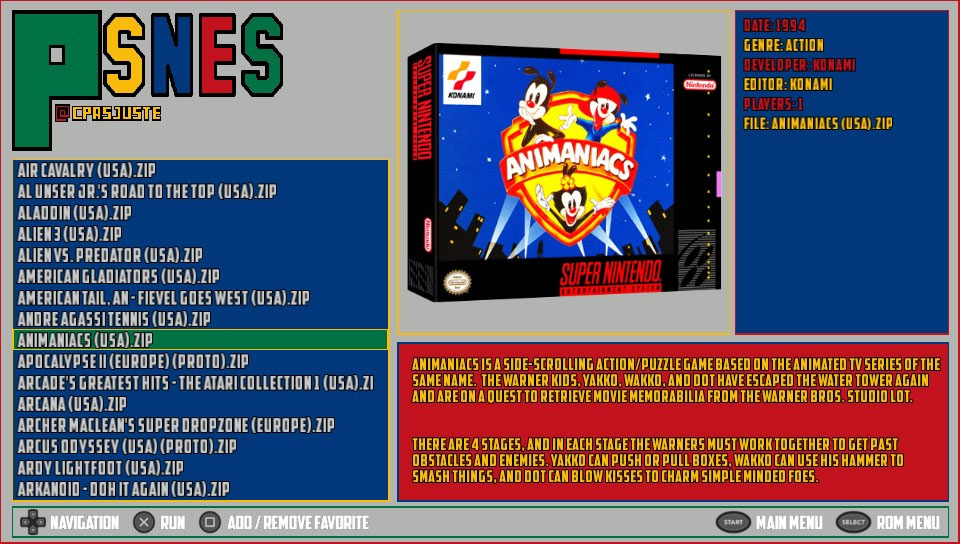 PSNES
@CPASJUSTE
AIR CAVALRY (USA).ZIP
AL UNSER JR.'S ROAD TO THE TOP (USA).ZIP
ALADDIN (USA).ZIP
ALIEN 3 (USA).ZIP
ALIEN VS. PREDATOR (USA).ZIP
AMERICAN GLADIATORS (USA).ZIP
AMERICAN TAIL, AN - FIEVEL GOES WEST (USA).ZIP
ANDRE AGASSI TENNIS (USA).ZIP
ANIMANIACS (USA).ZIP
APOCALYPSE II (EUROPE) (PROTO).ZIP
ARCADE'S GREATEST HITS - THE ATARI COLLECTION 1 (USA).ZI
ARCANA (USA).ZIP
ARCHER MACLEAN'S SUPER DROPZONE (EUROPE).ZIP
ARCUS ODYSSEY (USA) (PROTO).ZIP
ARDY LIGHTFOOT (USA).ZIP
ARKANOID - DOH IT AGAIN (USA).ZIP
SUPER NINTENDO
Nintendo
KONAMI
LICENSED BY
Nintendo
ANIMANIACS
SUPER NINTENDO
ENTERTAINMENT SYSTEM
DATE: 1994
GENRE: ACTION
DEVELOPER: KONAMI
EDITOR: KONAMI
PLAYERS: 1
FILE: ANIMANIACS (USA).ZIP
ANIMANIACS IS A SIDE-SCROLLING ACTION/PUZZLE GAME BASED ON THE ANIMATED TV SERIES OF THE
SAME NAME. THE WARNER KIDS, YAKKO, WAKKO, AND DOT HAVE ESCAPED THE WATER TOWER AGAIN
AND ARE ON A QUEST TO RETRIEVE MOVIE MEMORABILIA FROM THE WARNER BROS. STUDIO LOT.
THERE ARE 4 STAGES, AND IN EACH STAGE THE WARNERS MUST WORK TOGETHER TO GET PAST
OBSTACLES AND ENEMIES. YAKKO CAN PUSH OR PULL BOXES, WAKKO CAN USE HIS HAMMER TO
SMASH THINGS, AND DOT CAN BLOW KISSES TO CHARM SIMPLE MINDED FOES.
NAVIGATION
RUN
ADD / REMOVE FAVORITE
START
MAIN MENU
SELECT
ROM MENU